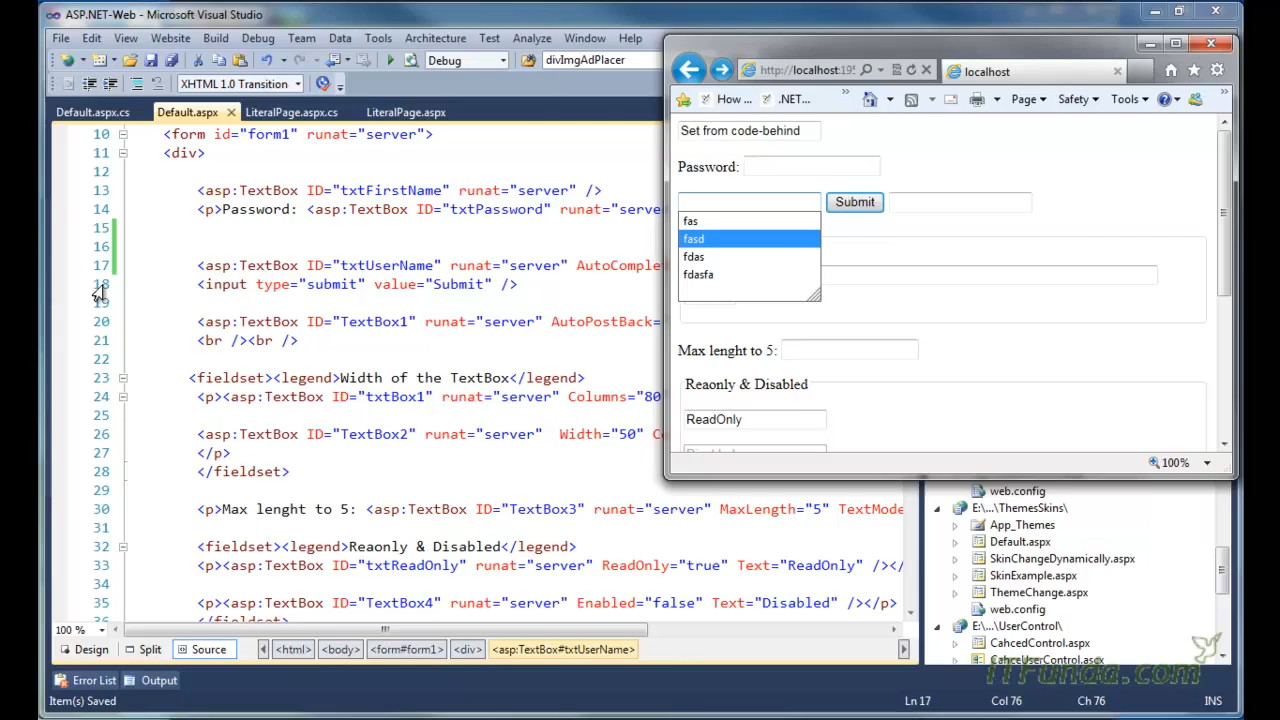 ASP.NET-Web - Microsoft Visual Studio
File Edit View Website Build Debug Team Data Tools Architecture Test Analyze Window Help
Debug divImgAdPlacer
XHTML 1.0 Transition
Default.aspx.cs Default.aspx LiteralPage.aspx.cs LiteralPage.aspx
10 <form id="form1" runat="server">
11 <div>
12
13 <asp:TextBox ID="txtFirstName" runat="server" />
14 <p>Password: <asp:TextBox ID="txtPassword" runat="serve
15
16
17 <asp:TextBox ID="txtUserName" runat="server" AutoComple
18 <input type="submit" value="Submit" />
19
20 <asp:TextBox ID="TextBox1" runat="server" AutoPostBack=
21 <br /><br />
22
23 <fieldset><legend>Width of the TextBox</legend>
24 <p><asp:TextBox ID="txtBox1" runat="server" Columns="80
25
26 <asp:TextBox ID="TextBox2" runat="server" Width="50" Co
27 </p>
28 </fieldset>
29
30 <p>Max lenght to 5: <asp:TextBox ID="TextBox3" runat="server" MaxLength="5" TextMode
31
32 <fieldset><legend>Reaonly & Disabled</legend>
33 <p><asp:TextBox ID="txtReadOnly" runat="server" ReadOnly="true" Text="ReadOnly" /></
34
35 <p><asp:TextBox ID="TextBox4" runat="server" Enabled="false" Text="Disabled" /></p>
100 %
Design Split Source <html> <body> <form#form1> <div> <asp:TextBox#txtUserName>
Error List Output
Item(s) Saved Ln 17 Col 76 Ch 76 INS
http://localhost:195 localhost
How ... .NET... Page Safety Tools
Set from code-behind
Password:
Submit
fas
fasd
fdas
fdasfa
Max lenght to 5:
Reaonly & Disabled
ReadOnly
100%
web.config
E:\...\ThemesSkins\
App_Themes
Default.aspx
SkinChangeDynamically.aspx
SkinExample.aspx
ThemeChange.aspx
web.config
E:\...\UserControl\
CahcedControl.aspx
CahceUserControl.ascx
ITFunda.com